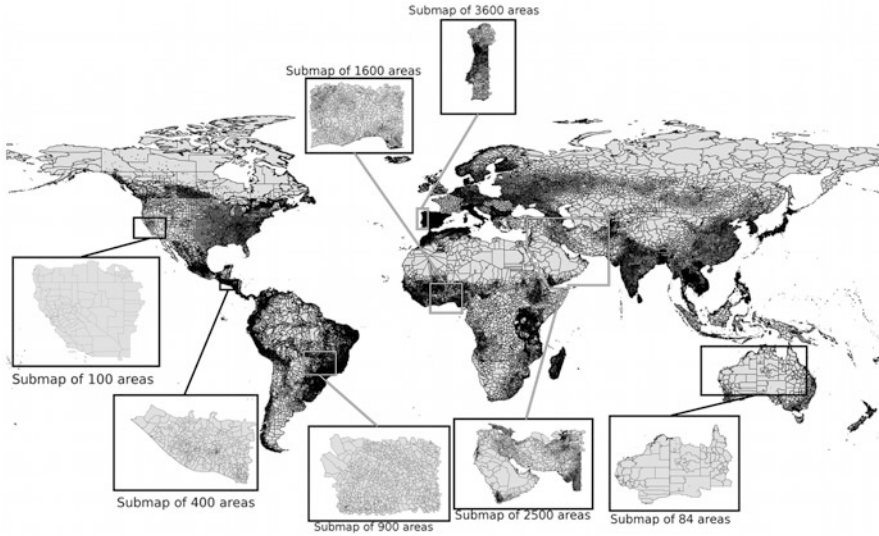 Submap of 3600 areas
Submap of 1600 areas
Submap of 100 areas
Submap of 400 areas
Submap of 900 areas
Submap of 2500 areas
Submap of 84 areas